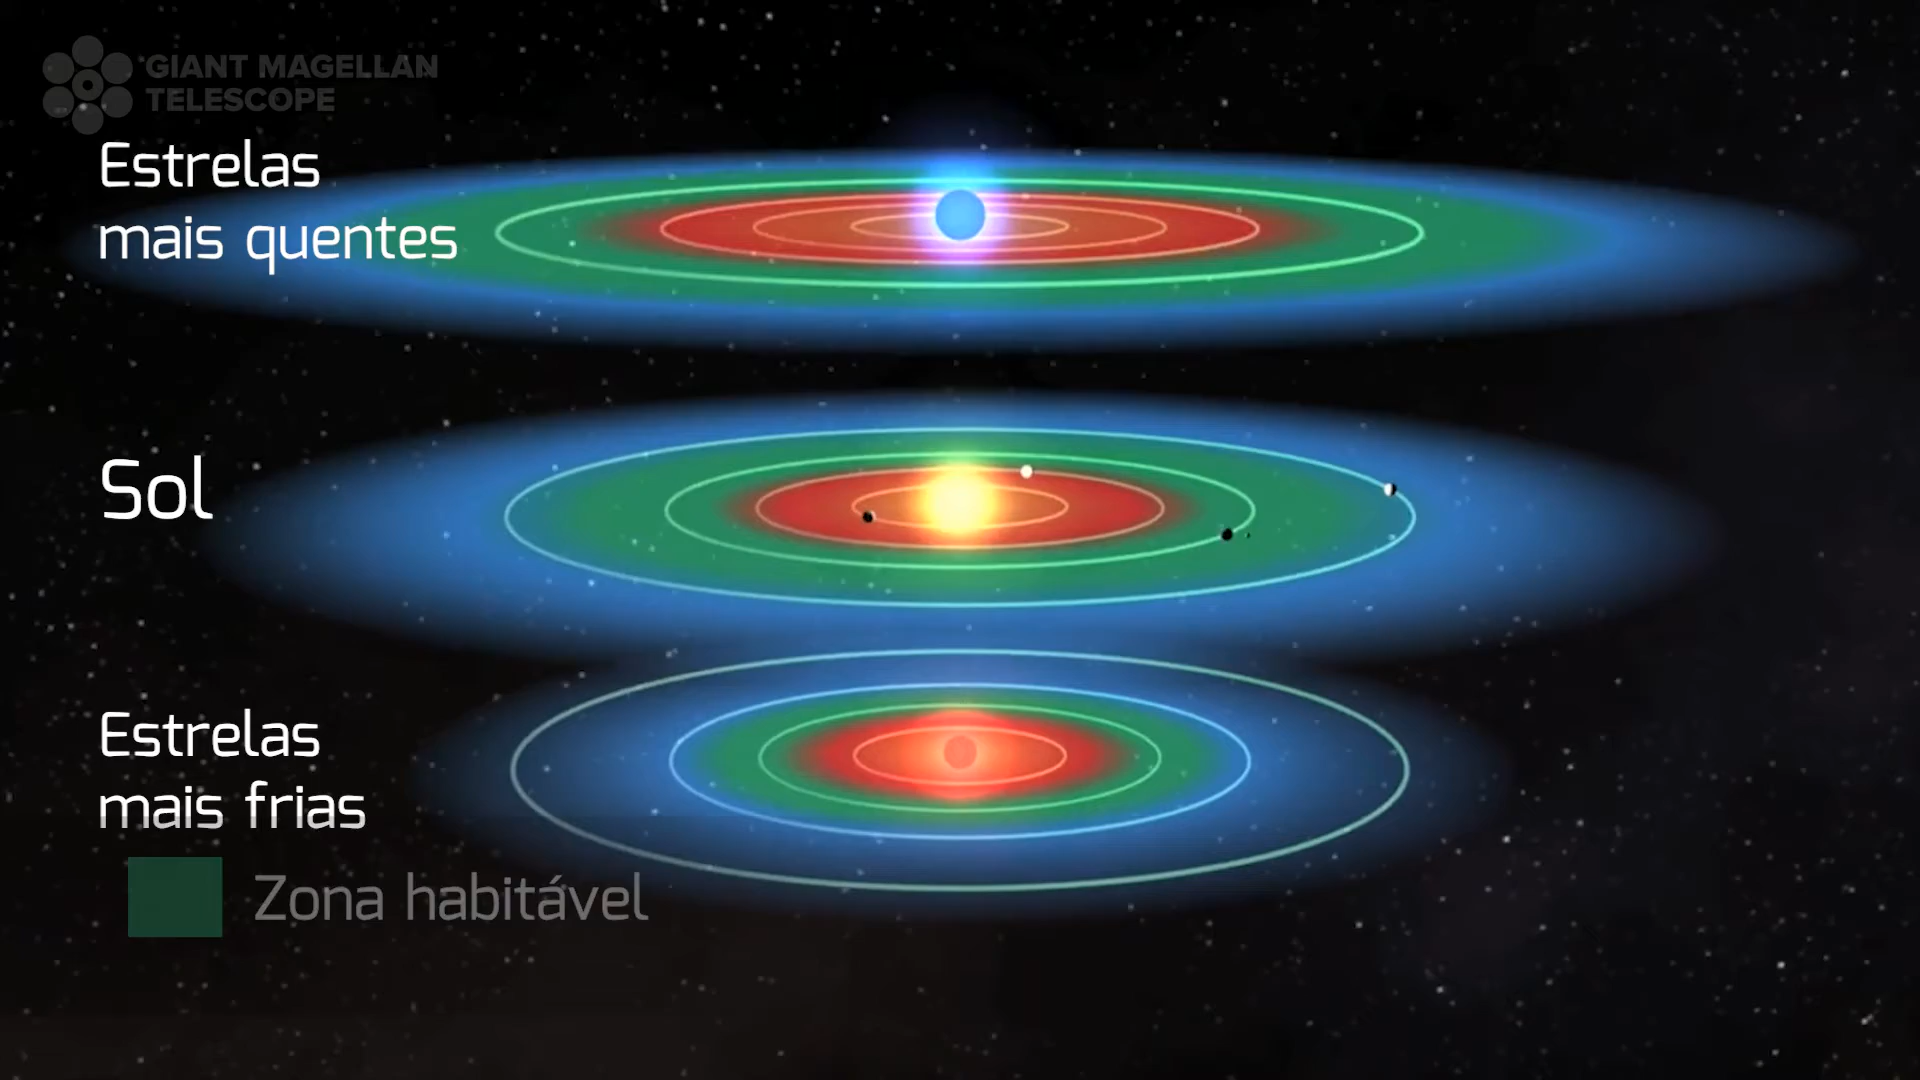 GIANT MAGELLAN
TELESCOPE
Estrelas
mais quentes
Sol
Estrelas
mais frias
Zona habitável